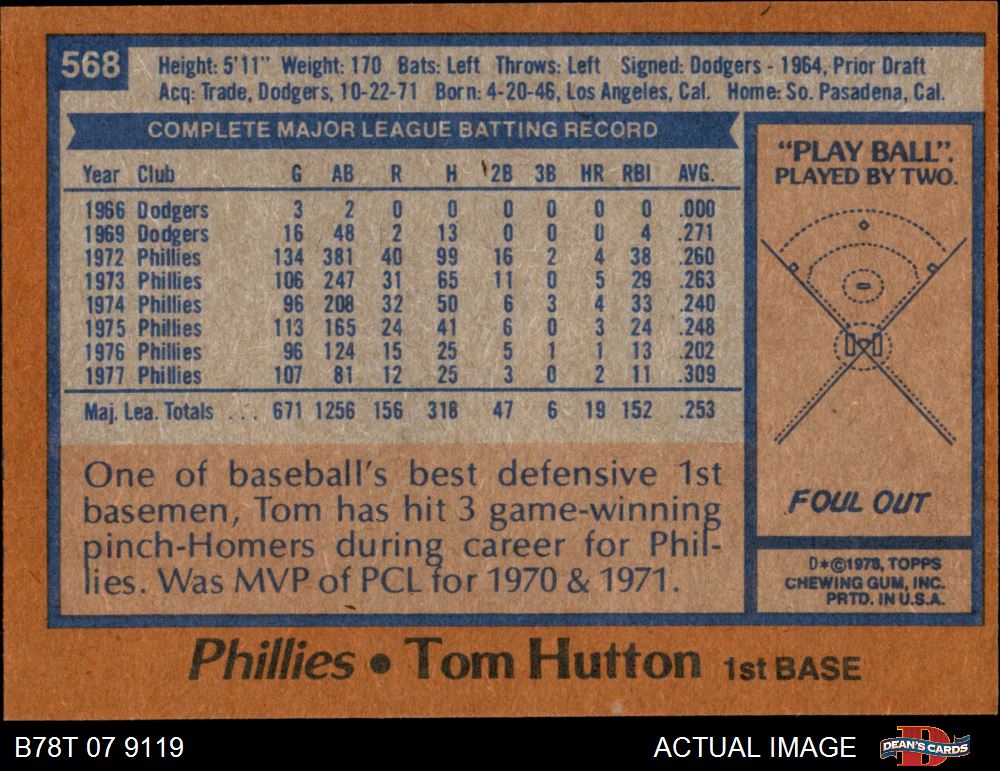 568
Height: 5'11" Weight: 170 Bats: Left Throws: Left Signed: Dodgers - 1964, Prior Draft
Acq: Trade, Dodgers, 10-22-71 Born: 4-20-46, Los Angeles, Cal. Home: So. Pasadena, Cal.
COMPLETE MAJOR LEAGUE BATTING RECORD
Year Club G AB R H 2B 3B HR RBI AVG.
1966 Dodgers 3 2 0 0 0 0 0 0 .000
1969 Dodgers 16 48 2 13 0 0 0 4 .271
1972 Phillies 134 381 40 99 16 2 4 38 .260
1973 Phillies 106 247 31 65 11 0 5 29 .263
1974 Phillies 96 208 32 50 6 3 4 33 .240
1975 Phillies 113 165 24 41 6 0 3 24 .248
1976 Phillies 96 124 15 25 5 1 1 13 .202
1977 Phillies 107 81 12 25 3 0 2 11 .309
Maj. Lea. Totals ... 671 1256 156 318 47 6 19 152 .253
One of baseball's best defensive 1st
basemen, Tom has hit 3 game-winning
pinch-Homers during career for Phil-
lies. Was MVP of PCL for 1970 & 1971.
"PLAY BALL".
PLAYED BY TWO.
FOUL OUT
D*©1978, TOPPS
CHEWING GUM, INC.
PRTD. IN U.S.A.
Phillies • Tom Hutton 1st BASE
B78T 07 9119
ACTUAL IMAGE
DEAN'S CARDS